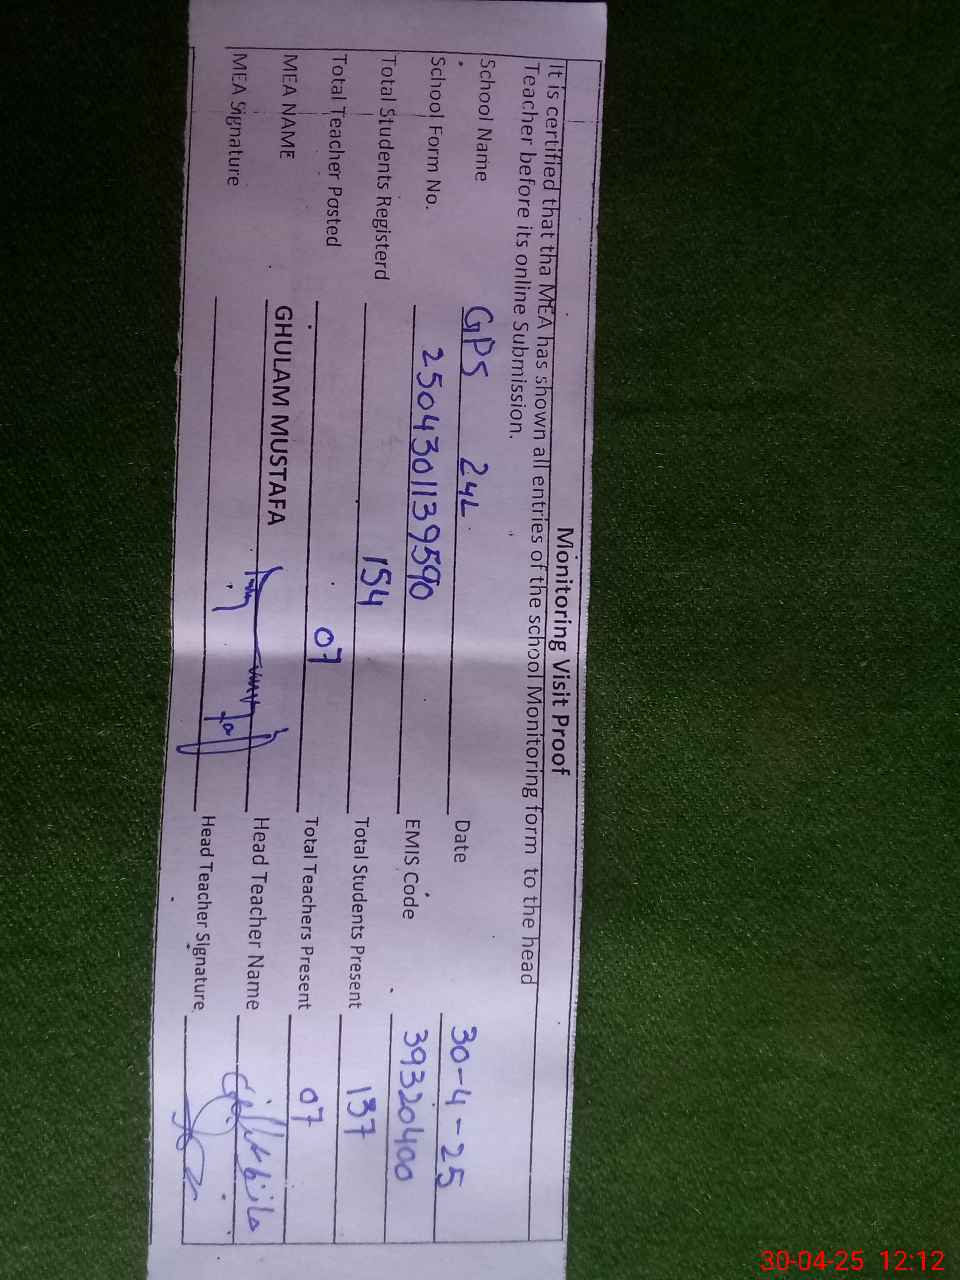 Monitoring Visit Proof
It is certified that tha MEA has shown all entries of the school Monitoring form to the head
Teacher before its online Submission.
School Name GPS 24L Date 30-4-25
School Form No. 2504301139590 EMIS Code 39320400
Total Students Registerd 154 Total Students Present 137
Total Teacher Posted 07 Total Teachers Present 07
MEA NAME GHULAM MUSTAFA Head Teacher Name
MEA Signature Head Teacher Signature
30-04-25 12:12